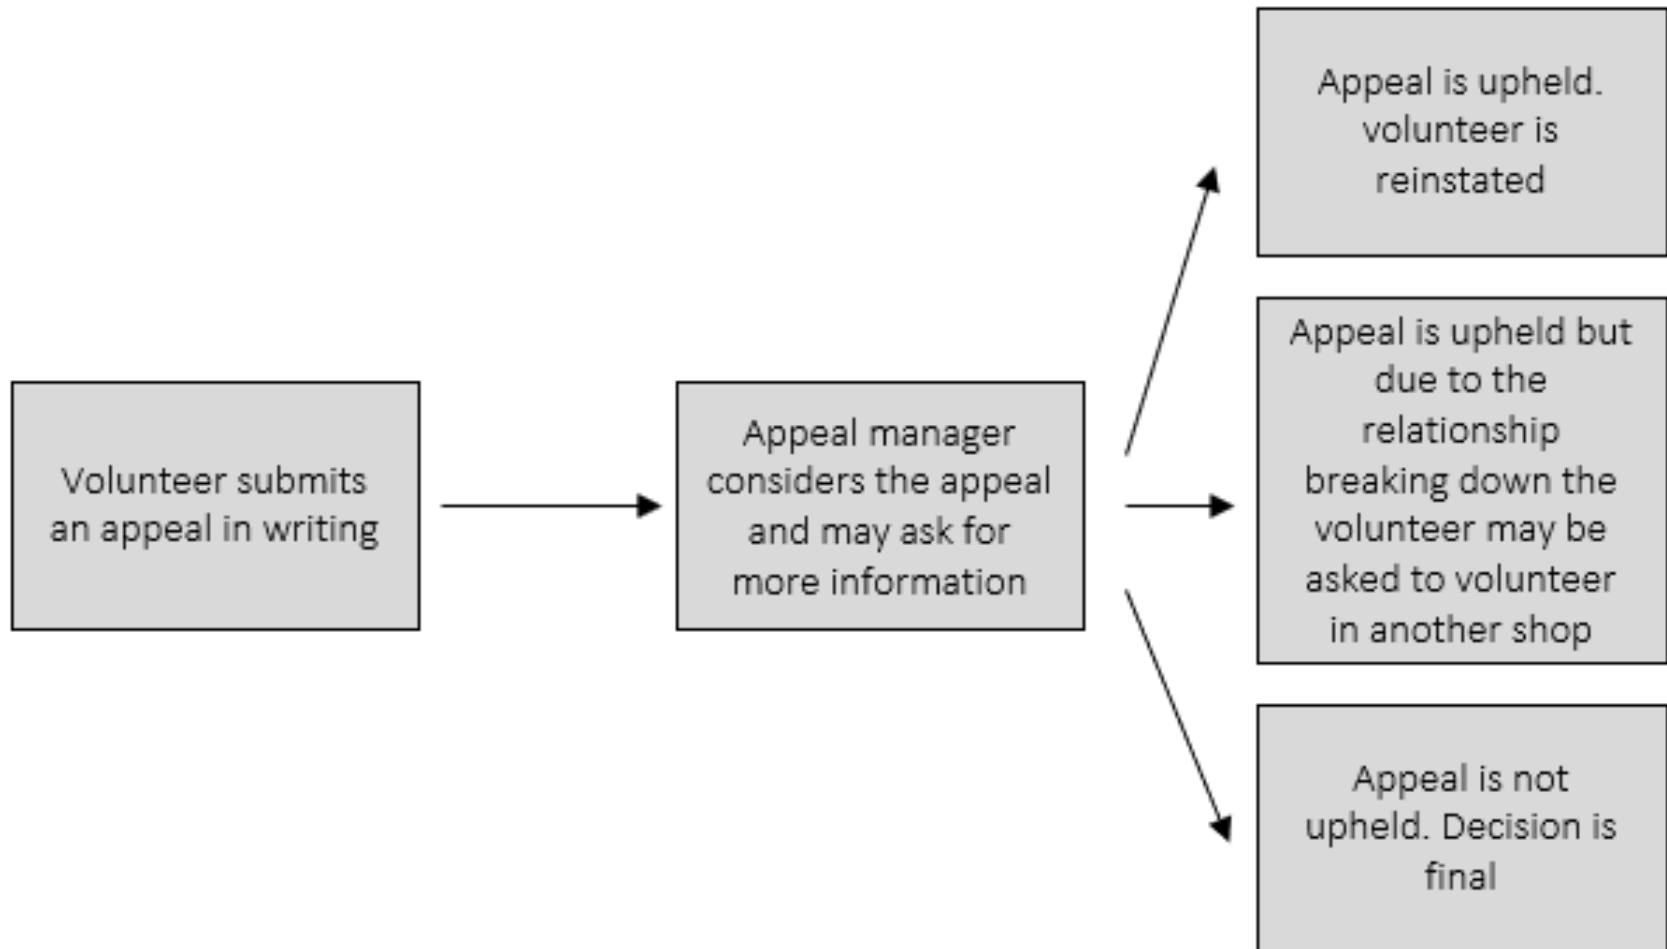 Volunteer submits
an appeal in writing
Appeal manager
considers the appeal
and may ask for
more information
Appeal is upheld.
volunteer is
reinstated
Appeal is upheld but
due to the
relationship
breaking down the
volunteer may be
asked to volunteer
in another shop
Appeal is not
upheld. Decision is
final